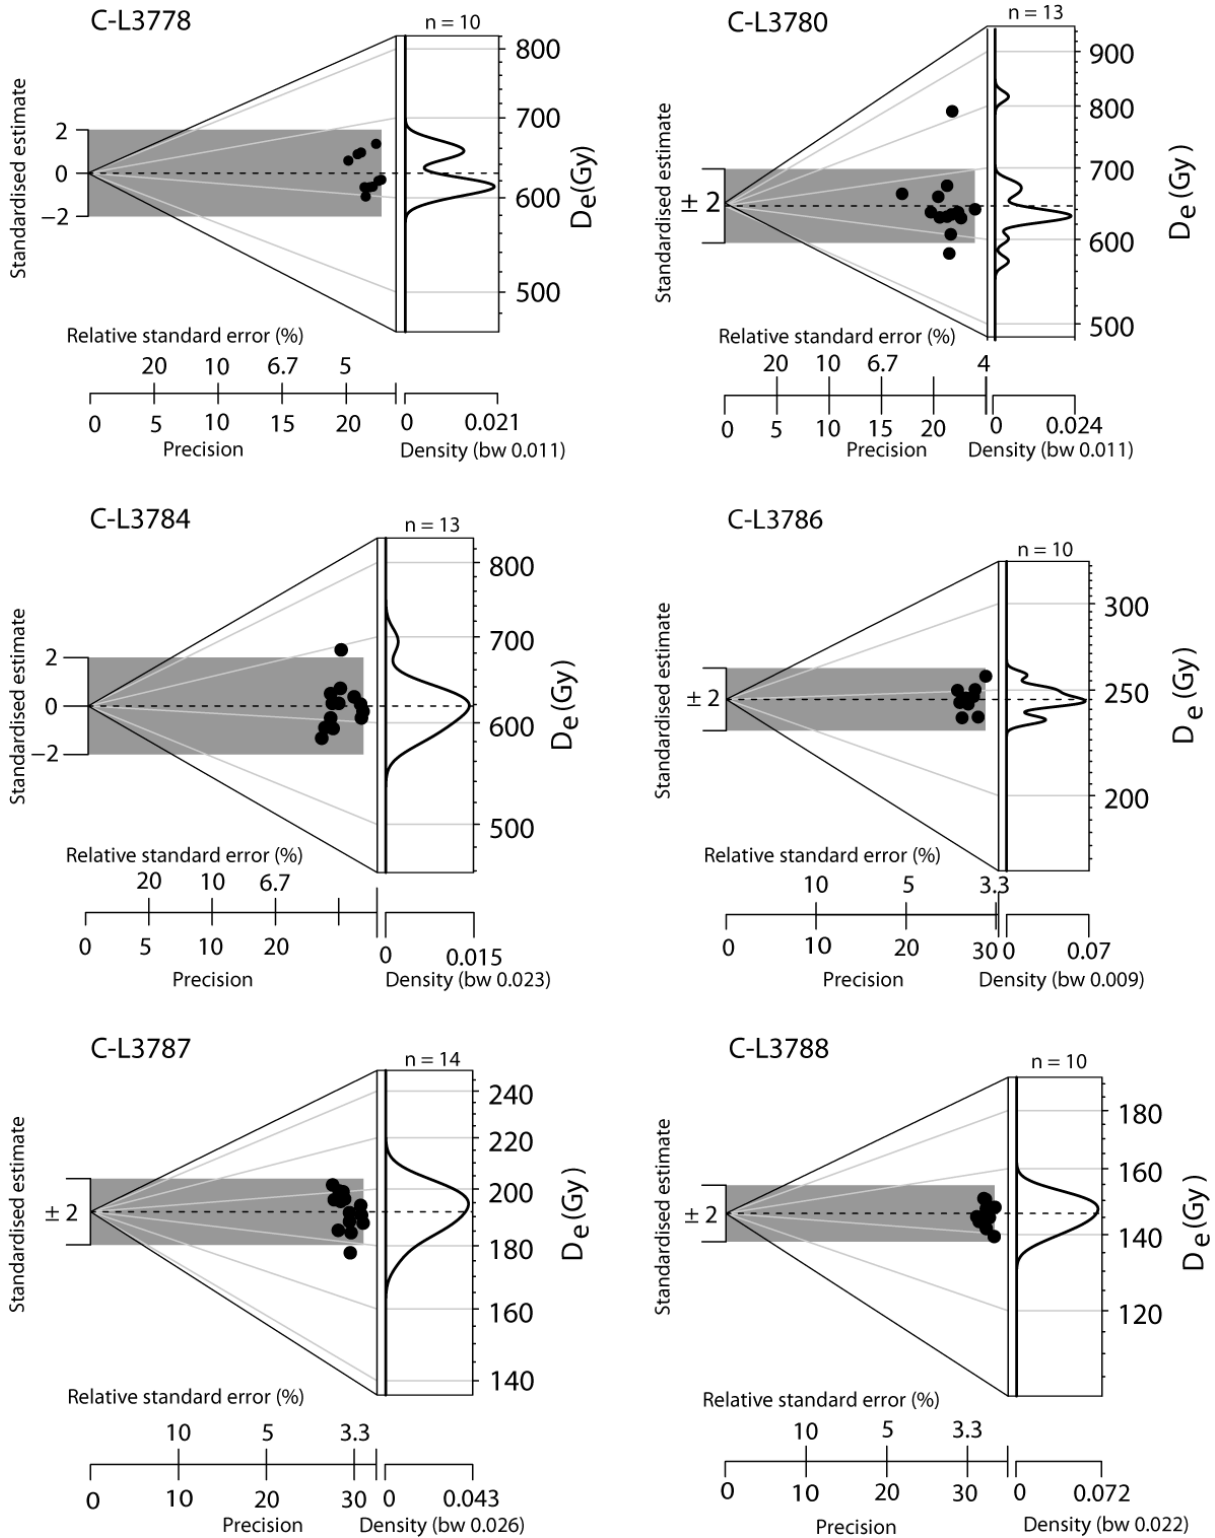 C-L3778
n = 10
800
700
600
500
De(Gy)
Standardised estimate
2
0
−2
Relative standard error (%)
20 10 6.7 5
0 5 10 15 20 0 0.021
Precision Density (bw 0.011)
C-L3780
n = 13
900
800
700
600
500
De(Gy)
Standardised estimate
± 2
Relative standard error (%)
20 10 6.7 4
0 5 10 15 20 0 0.024
Precision Density (bw 0.011)
C-L3784
n = 13
800
700
600
500
De(Gy)
Standardised estimate
2
0
−2
Relative standard error (%)
20 10 6.7
0 5 10 20 0 0.015
Precision Density (bw 0.023)
C-L3786
n = 10
300
250
200
De(Gy)
Standardised estimate
± 2
Relative standard error (%)
10 5 3.3
0 10 20 30 0 0.07
Precision Density (bw 0.009)
C-L3787
n = 14
240
220
200
180
160
140
De(Gy)
Standardised estimate
± 2
Relative standard error (%)
10 5 3.3
0 10 20 30 0 0.043
Precision Density (bw 0.026)
C-L3788
n = 10
180
160
140
120
De(Gy)
Standardised estimate
± 2
Relative standard error (%)
10 5 3.3
0 10 20 30 0 0.072
Precision Density (bw 0.022)